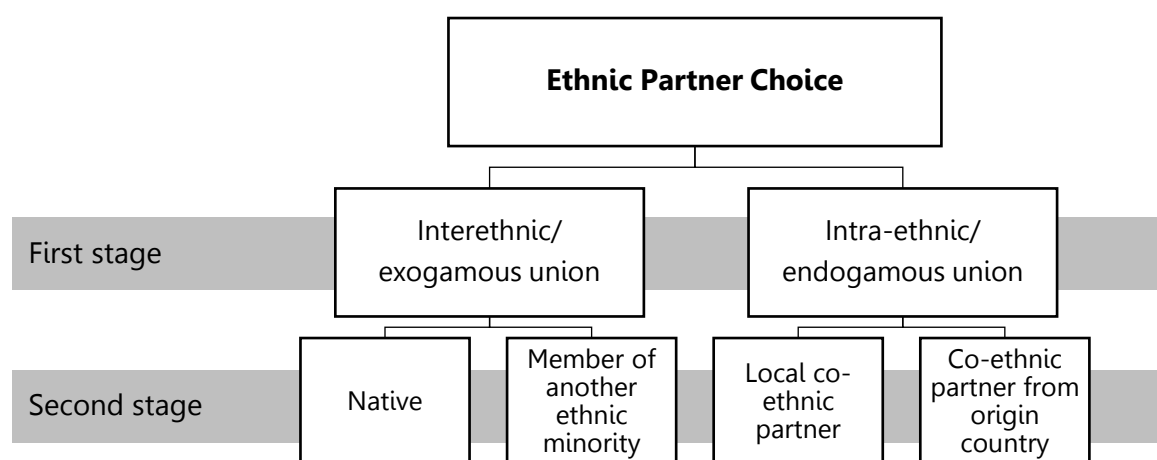 Ethnic Partner Choice
First stage
Interethnic/
exogamous union
Intra-ethnic/
endogamous union
Second stage
Native
Member of
another
ethnic
minority
Local co-
ethnic
partner
Co-ethnic
partner from
origin
country